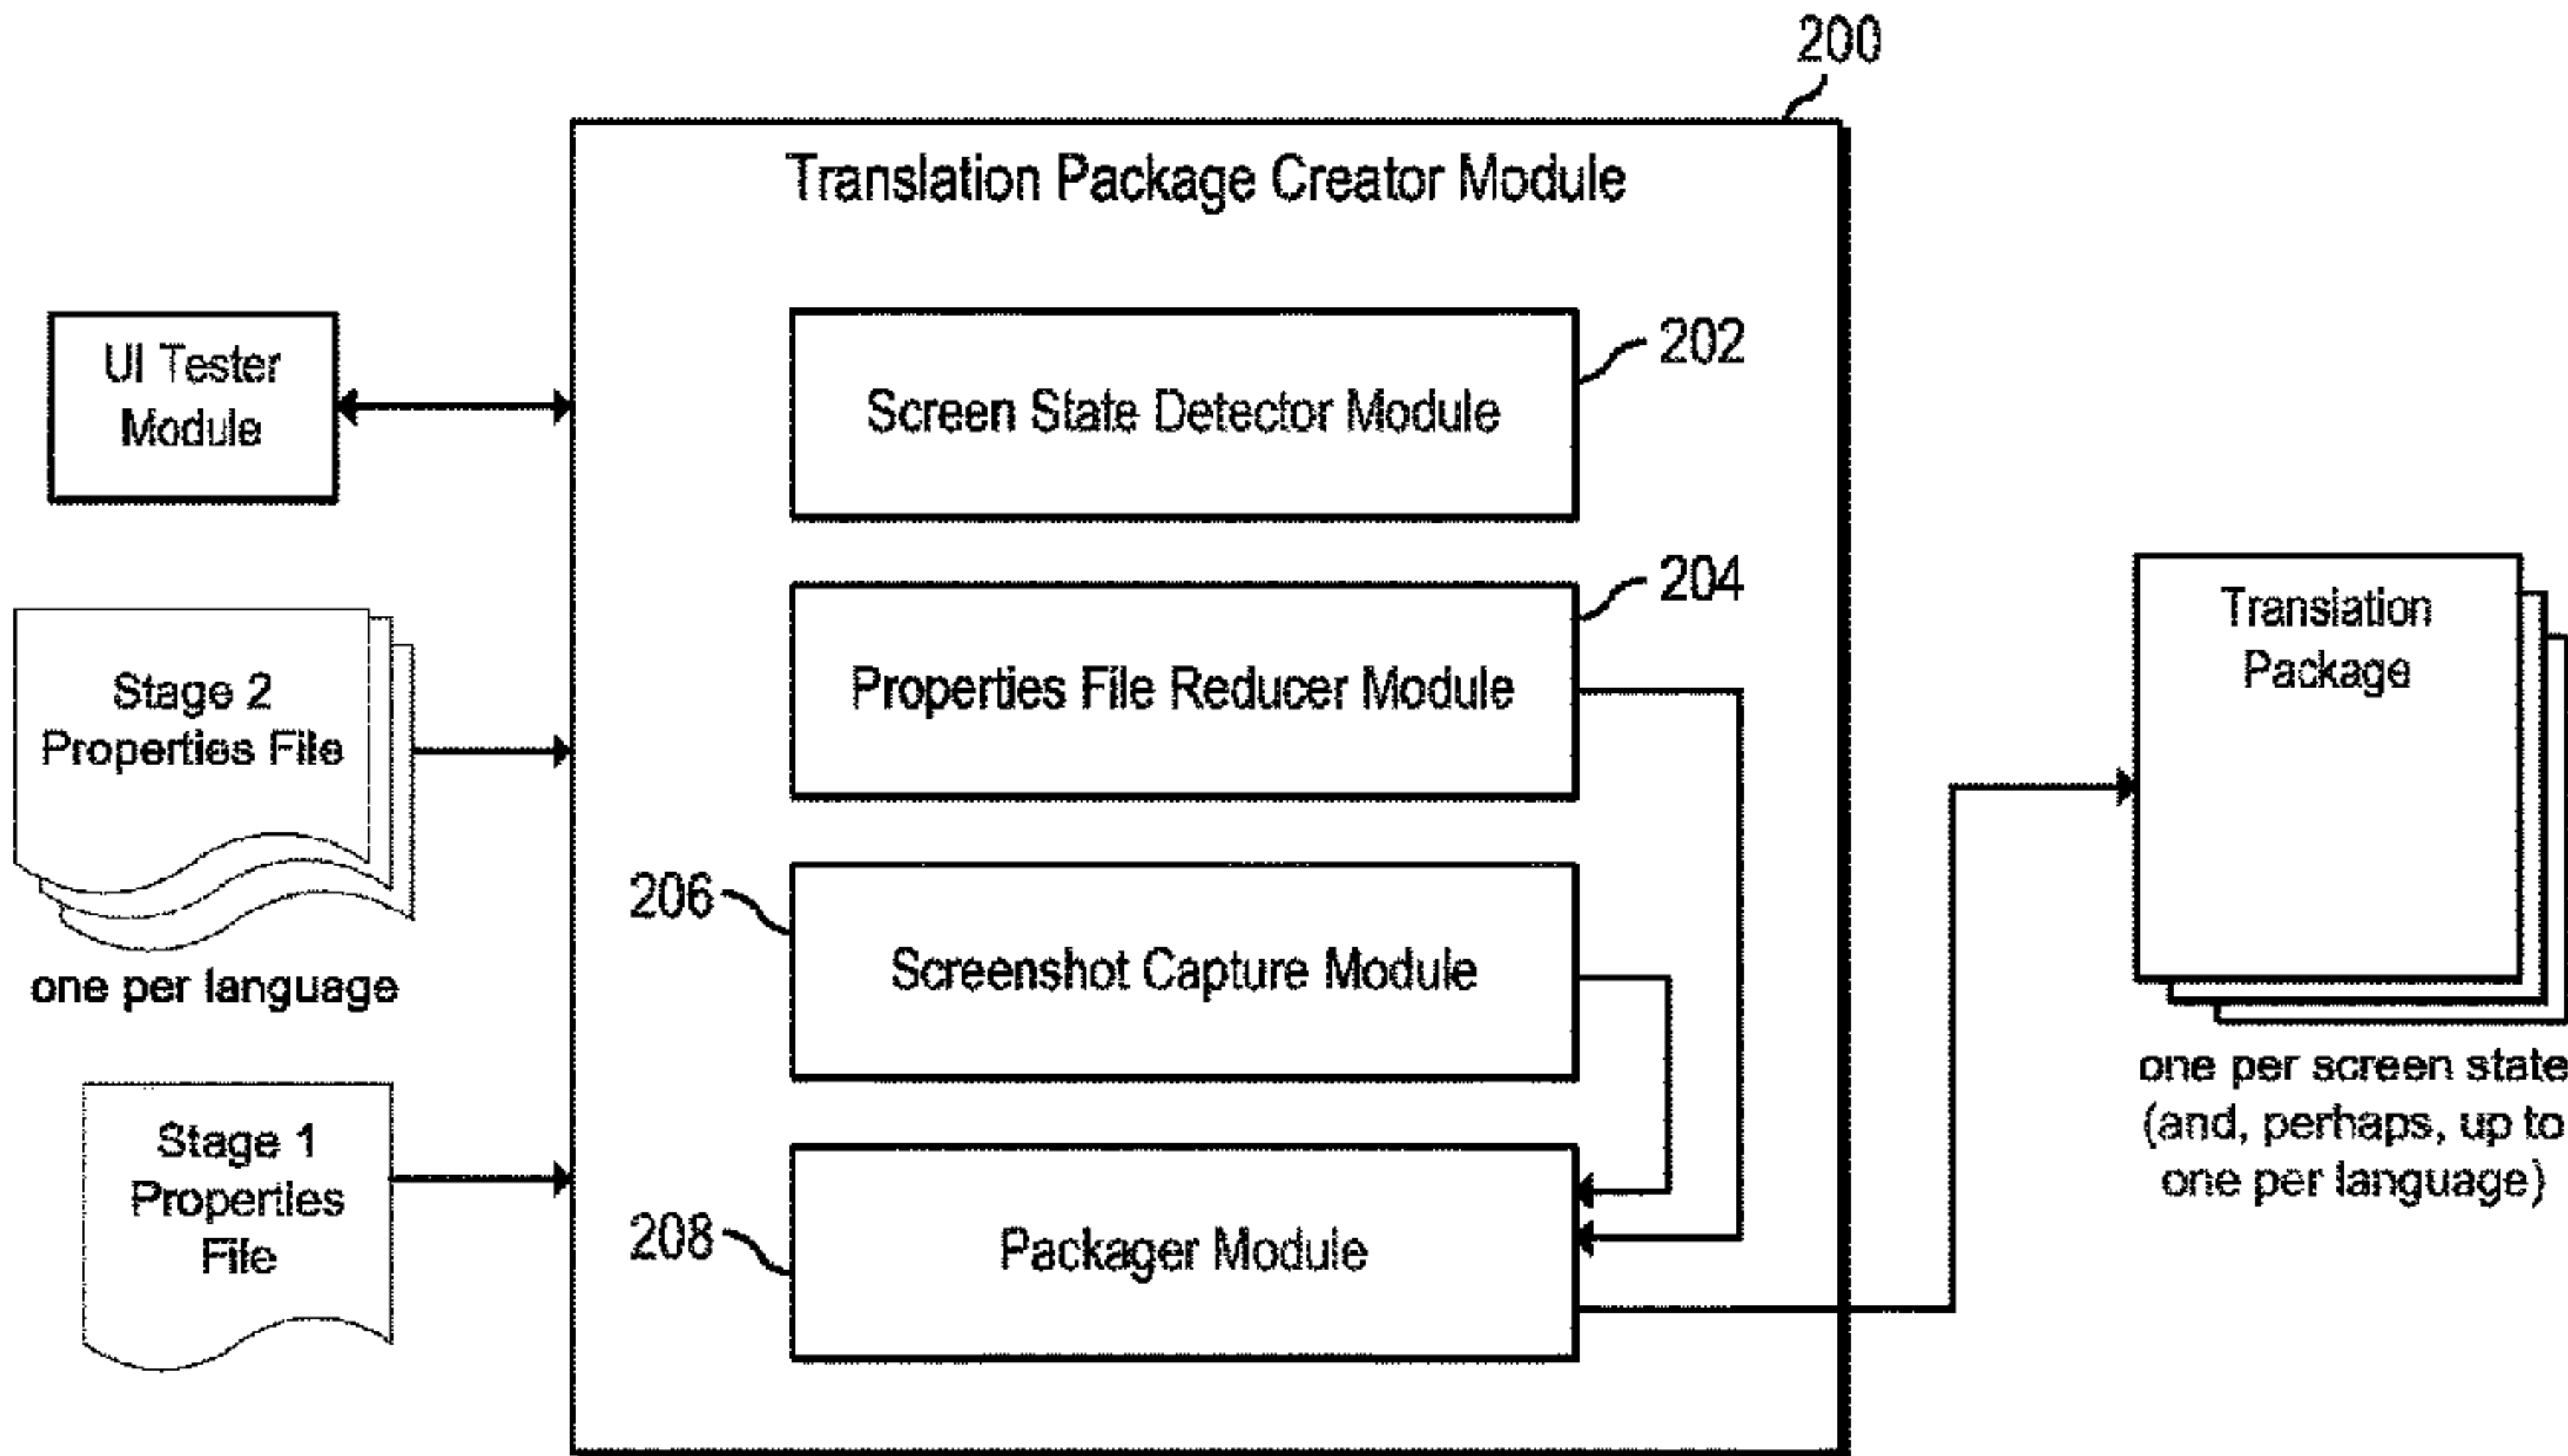 200
Translation Package Creator Module
UI Tester
Module
Screen State Detector Module
202
Stage 2
Properties File
one per language
Properties File Reducer Module
204
206
Screenshot Capture Module
Stage 1
Properties
File
208
Packager Module
Translation
Package
one per screen state
(and, perhaps, up to
one per language)